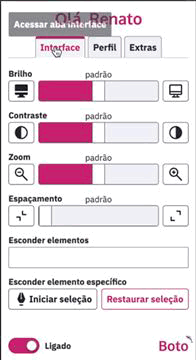 Olá, Renato
Acessar aba Interface
Interface Perfil Extras
Brilho padrão
Contraste padrão
Zoom padrão
Espaçamento padrão
Esconder elementos
Esconder elemento específico
Iniciar seleção Restaurar seleção
Ligado Boto